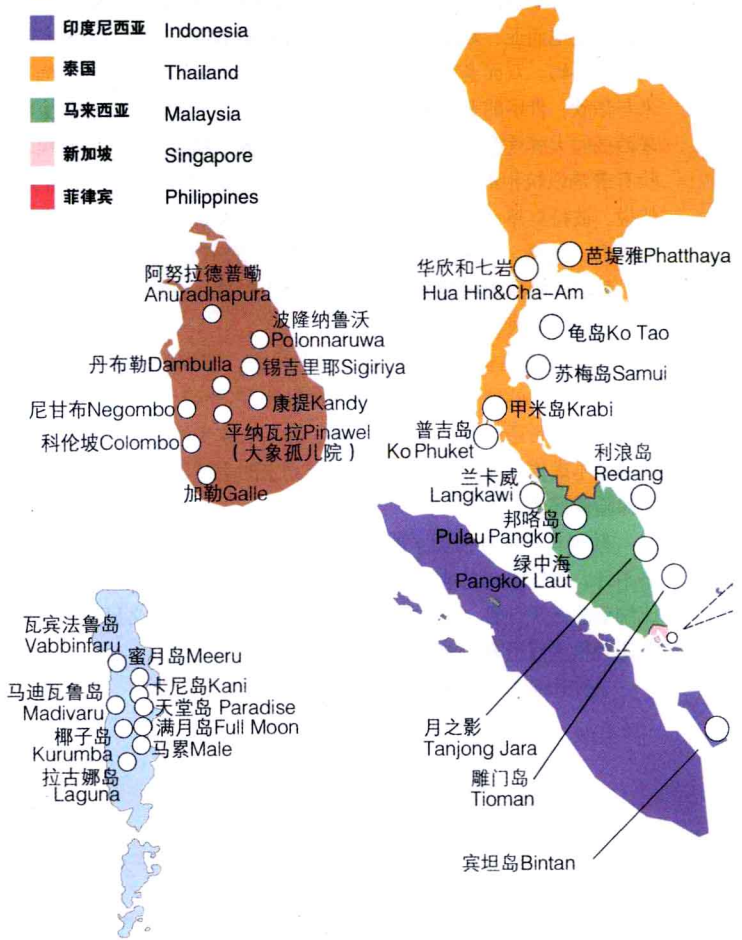 印度尼西亚 Indonesia
泰国 Thailand
马来西亚 Malaysia
新加坡 Singapore
菲律宾 Philippines
阿努拉德普嘞
Anuradhapura
波隆纳鲁沃
Polonnaruwa
丹布勒Dambulla
锡吉里耶Sigiriya
尼甘布Negombo
康提Kandy
科伦坡Colombo
平纳瓦拉Pinawel
（大象孤儿院）
加勒Galle
华欣和七岩
Hua Hin&Cha-Am
芭堤雅Phatthaya
龟岛Ko Tao
苏梅岛Samui
甲米岛Krabi
普吉岛
Ko Phuket
利浪岛
Redang
兰卡威
Langkawi
邦咯岛
Pulau Pangkor
绿中海
Pangkor Laut
瓦宾法鲁岛
Vabbinfaru
蜜月岛Meeru
卡尼岛Kani
马迪瓦鲁岛
Madivaru
天堂岛 Paradise
满月岛Full Moon
椰子岛
Kurumba
马累Male
拉古娜岛
Laguna
月之影
Tanjong Jara
雕门岛
Tioman
宾坦岛Bintan